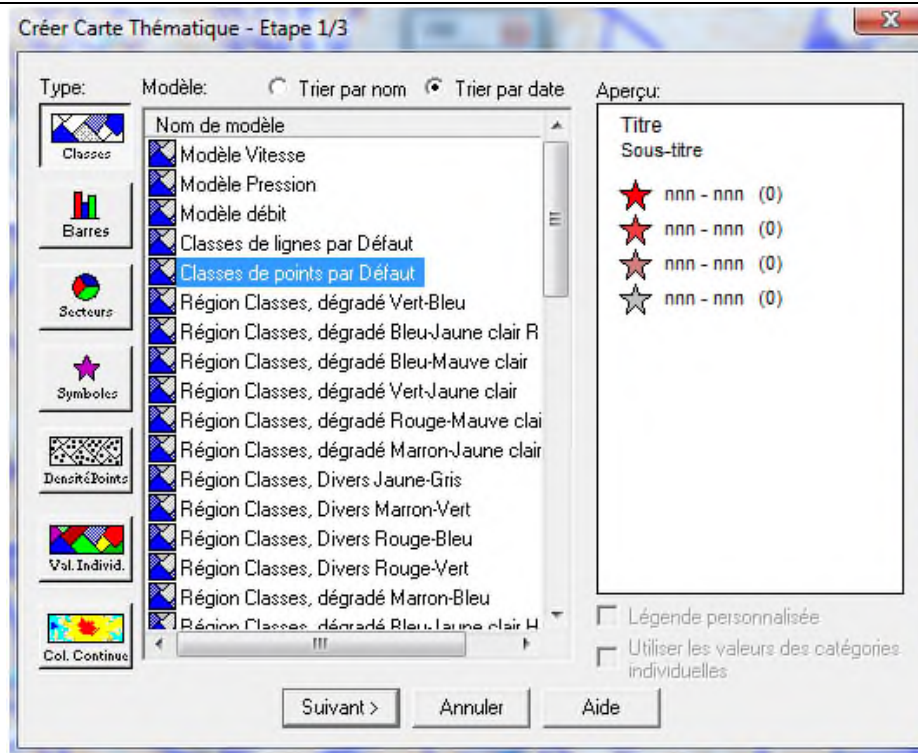 Créer Carte Thématique - Etape 1/3
Type:
Classes
Barres
Secteurs
Symboles
DensitéPoints
Val. Individ.
Col. Continue
Modèle:
Trier par nom
Trier par date
Nom de modèle
Modèle Vitesse
Modèle Pression
Modèle débit
Classes de lignes par Défaut
Classes de points par Défaut
Région Classes, dégradé Vert-Bleu
Région Classes, dégradé Bleu-Jaune clair R
Région Classes, dégradé Bleu-Mauve clair
Région Classes, dégradé Vert-Jaune clair
Région Classes, dégradé Rouge-Mauve clai
Région Classes, dégradé Marron-Jaune clair
Région Classes, Divers Jaune-Gris
Région Classes, Divers Marron-Vert
Région Classes, Divers Rouge-Bleu
Région Classes, Divers Rouge-Vert
Région Classes, dégradé Marron-Bleu
Région Classes, dégradé Bleu-Jaune clair H
Aperçu:
Titre
Sous-titre
nnn - nnn (0)
nnn - nnn (0)
nnn - nnn (0)
nnn - nnn (0)
Légende personnalisée
Utiliser les valeurs des catégories
individuelles
Suivant >
Annuler
Aide